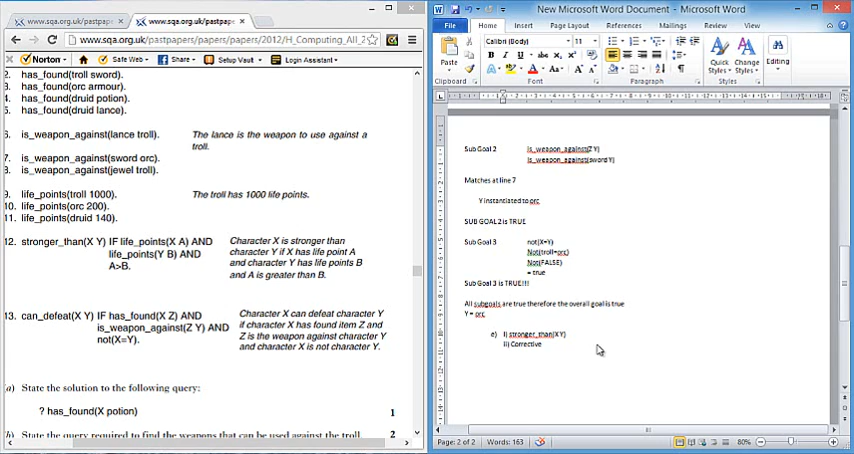 www.sqa.org.uk/pastpape
www.sqa.org.uk/pastpape
www.sqa.org.uk/pastpapers/papers/papers/2012/H_Computing_All_2
Norton
Safe Web
Share
Setup Vault
Login Assistant
2. has_found(troll sword).
3. has_found(orc armour).
4. has_found(druid potion).
5. has_found(druid lance).
6. is_weapon_against(lance troll).
The lance is the weapon to use against a
troll.
7. is_weapon_against(sword orc).
8. is_weapon_against(jewel troll).
9. life_points(troll 1000).
The troll has 1000 life points.
10. life_points(orc 200).
11. life_points(druid 140).
12. stronger_than(X Y) IF life_points(X A) AND
life_points(Y B) AND
A>B.
Character X is stronger than
character Y if X has life point A
and character Y has life points B
and A is greater than B.
13. can_defeat(X Y) IF has_found(X Z) AND
is_weapon_against(Z Y) AND
not(X=Y).
Character X can defeat character Y
if character X has found item Z and
Z is the weapon against character Y
and character X is not character Y.
(a) State the solution to the following query:
? has_found(X potion)
1
(b) State the query required to find the weapons that can be used against the troll
2
New Microsoft Word Document - Microsoft Word
File
Home
Insert
Page Layout
References
Mailings
Review
View
Calibri (Body)
11
Paste
Quick
Styles
Change
Styles
Editing
Clipboard
Font
Paragraph
Styles
Sub Goal 2
is_weapon_against(Z Y)
is_weapon_against(sword Y)
Matches at line 7
Y instantiated to orc
SUB GOAL 2 is TRUE
Sub Goal 3
not(X=Y)
Not(troll=orc)
Not(FALSE)
= true
Sub Goal 3 is TRUE!!!
All subgoals are true therefore the overall goal is true
Y = orc
e) I) stronger_than(X Y)
II) Corrective
Page: 2 of 2
Words: 163
80%